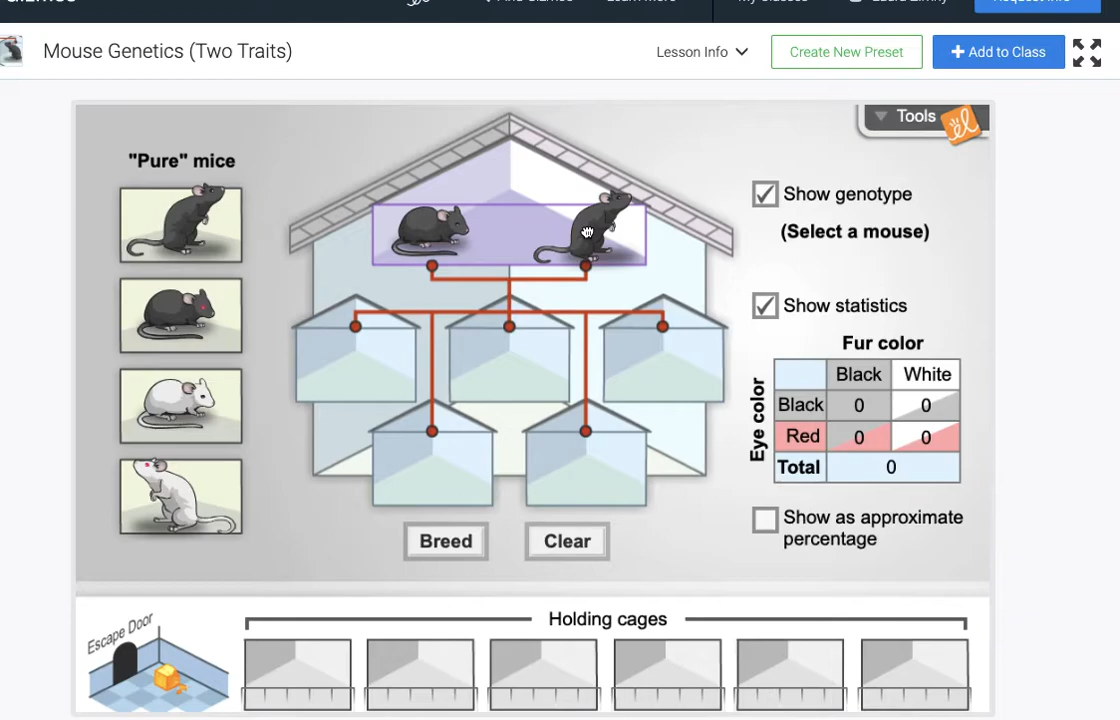 Mouse Genetics (Two Traits)
Lesson Info
Create New Preset
+ Add to Class
Tools
"Pure" mice
Show genotype
(Select a mouse)
Show statistics
Fur color
Eye color
Black White
Black 0 0
Red 0 0
Total 0
Show as approximate
percentage
Breed
Clear
Escape Door
Holding cages